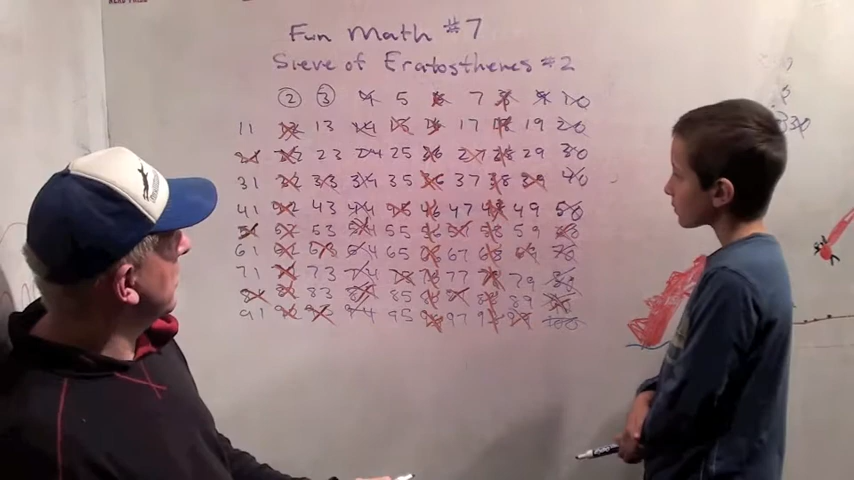 Fun Math #7
Sieve of Eratosthenes #2
2 3 4 5 6 7 8 9 10
11 12 13 14 15 16 17 18 19 20
21 22 23 24 25 26 27 28 29 30
31 32 33 34 35 36 37 38 39 40
41 42 43 44 45 46 47 48 49 50
51 52 53 54 55 56 57 58 59 60
61 62 63 64 65 66 67 68 69 70
71 72 73 74 75 76 77 78 79 80
81 82 83 84 85 86 87 88 89 90
91 92 93 94 95 96 97 98 99 100